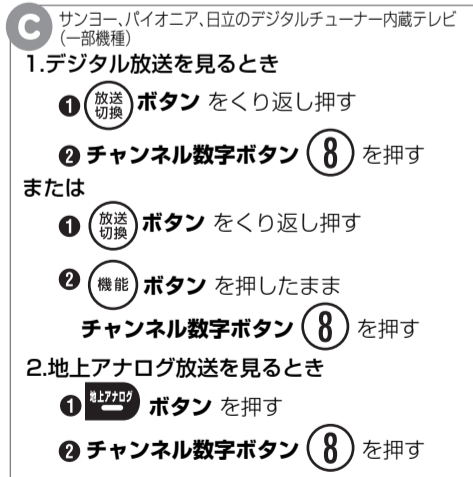 C サンヨー、パイオニア、日立のデジタルチューナー内蔵テレビ
(一部機種)
1.デジタル放送を見るとき
❶ 放送切換 ボタン をくり返し押す
❷ チャンネル数字ボタン 8 を押す
または
❶ 放送切換 ボタン をくり返し押す
❷ 機能 ボタン を押したまま
チャンネル数字ボタン 8 を押す
2.地上アナログ放送を見るとき
❶ 地上アナログ ボタン を押す
❷ チャンネル数字ボタン 8 を押す